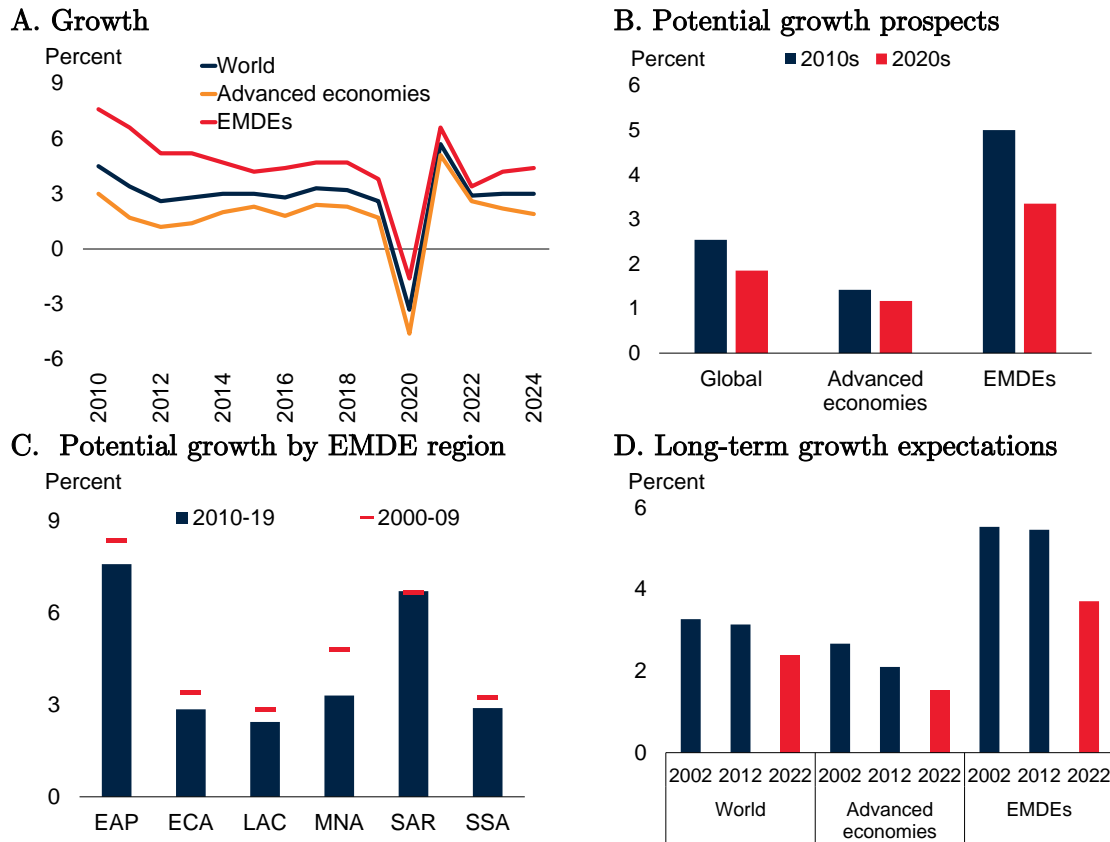 A. Growth
Percent
World
Advanced economies
EMDEs
9
6
3
0
-3
-6
2010
2012
2014
2016
2018
2020
2022
2024
B. Potential growth prospects
Percent
2010s 2020s
6
5
4
3
2
1
0
Global
Advanced
economies
EMDEs
C. Potential growth by EMDE region
Percent
2010-19 2000-09
9
6
3
0
EAP ECA LAC MNA SAR SSA
D. Long-term growth expectations
Percent
6
4
2
0
2002 2012 2022 2002 2012 2022 2002 2012 2022
World
Advanced
economies
EMDEs